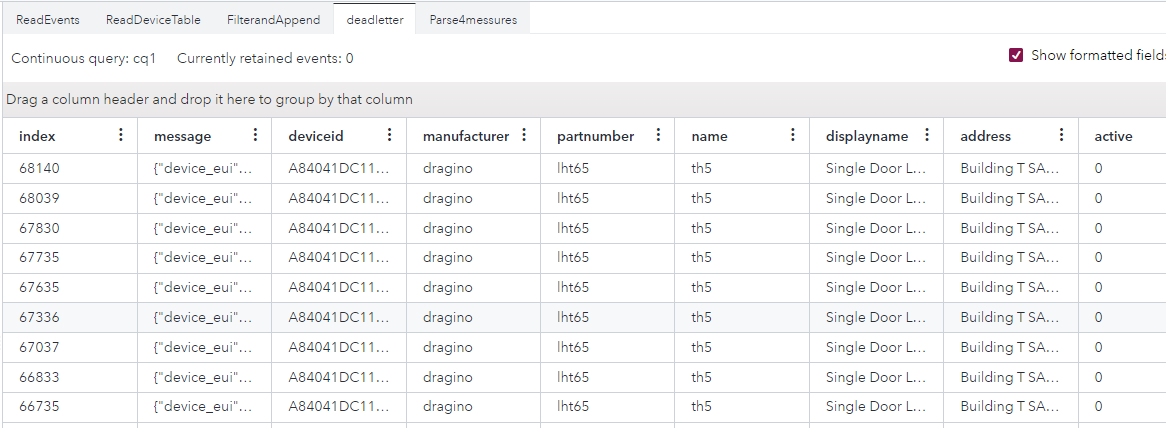 ReadEvents ReadDeviceTable FilterandAppend deadletter Parse4messures
Continuous query: cq1 Currently retained events: 0 Show formatted fields
Drag a column header and drop it here to group by that column
index message deviceid manufacturer partnumber name displayname address active
68140 {"device_eui"... A84041DC11... dragino lht65 th5 Single Door L... Building T SA... 0
68039 {"device_eui"... A84041DC11... dragino lht65 th5 Single Door L... Building T SA... 0
67830 {"device_eui"... A84041DC11... dragino lht65 th5 Single Door L... Building T SA... 0
67735 {"device_eui"... A84041DC11... dragino lht65 th5 Single Door L... Building T SA... 0
67635 {"device_eui"... A84041DC11... dragino lht65 th5 Single Door L... Building T SA... 0
67336 {"device_eui"... A84041DC11... dragino lht65 th5 Single Door L... Building T SA... 0
67037 {"device_eui"... A84041DC11... dragino lht65 th5 Single Door L... Building T SA... 0
66833 {"device_eui"... A84041DC11... dragino lht65 th5 Single Door L... Building T SA... 0
66735 {"device_eui"... A84041DC11... dragino lht65 th5 Single Door L... Building T SA... 0